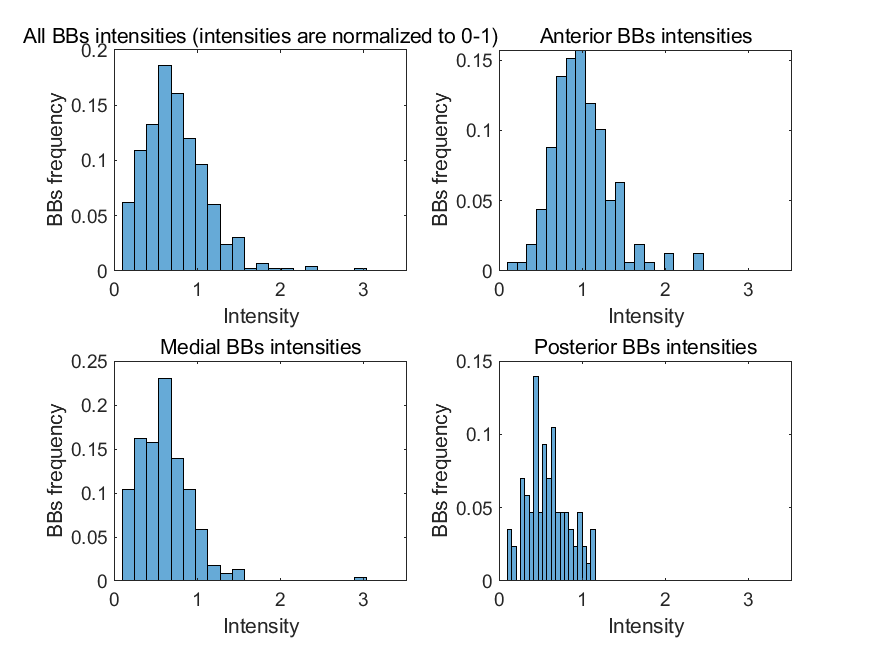 All BBs intensities (intensities are normalized to 0-1)
0.2
0.15
0.1
0.05
0
BBs frequency
0 1 2 3
Intensity
Anterior BBs intensities
0.15
0.1
0.05
0
BBs frequency
0 1 2 3
Intensity
Medial BBs intensities
0.25
0.2
0.15
0.1
0.05
0
BBs frequency
0 1 2 3
Intensity
Posterior BBs intensities
0.15
0.1
0.05
0
BBs frequency
0 1 2 3
Intensity